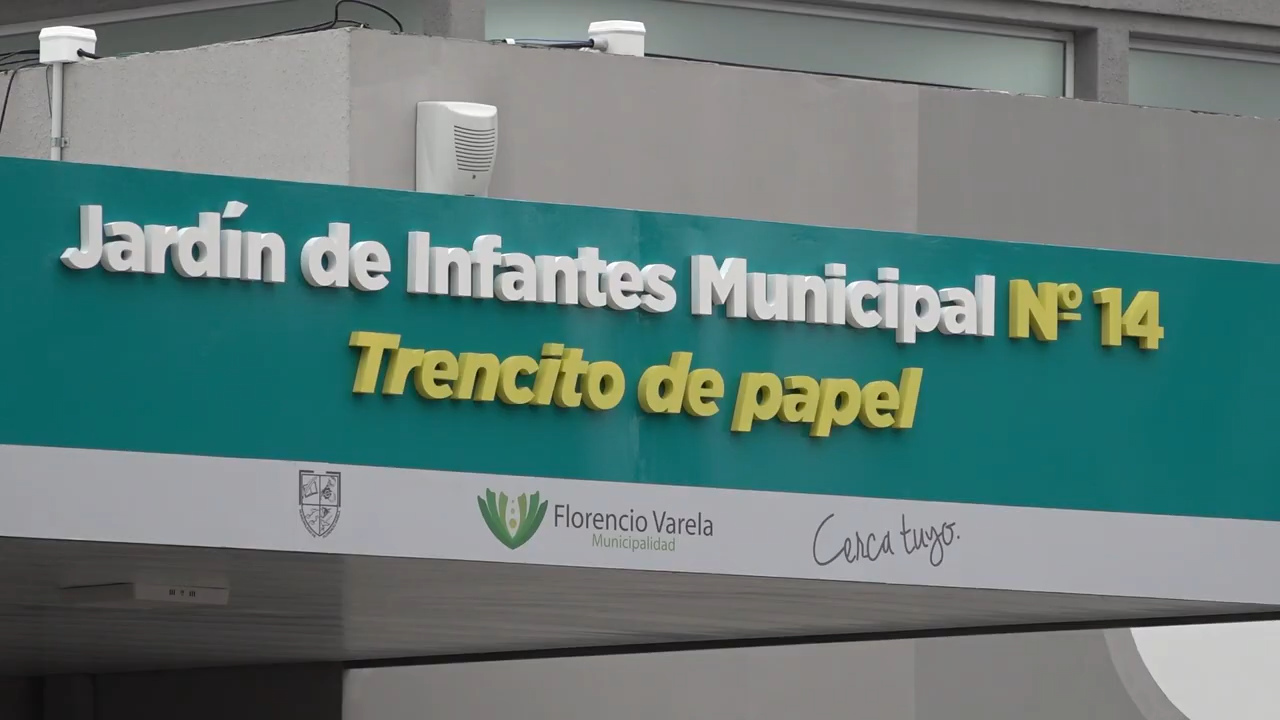 Jardín de Infantes Municipal Nº 14
Trencito de papel
Florencio Varela
Municipalidad
Cerca tuyo.